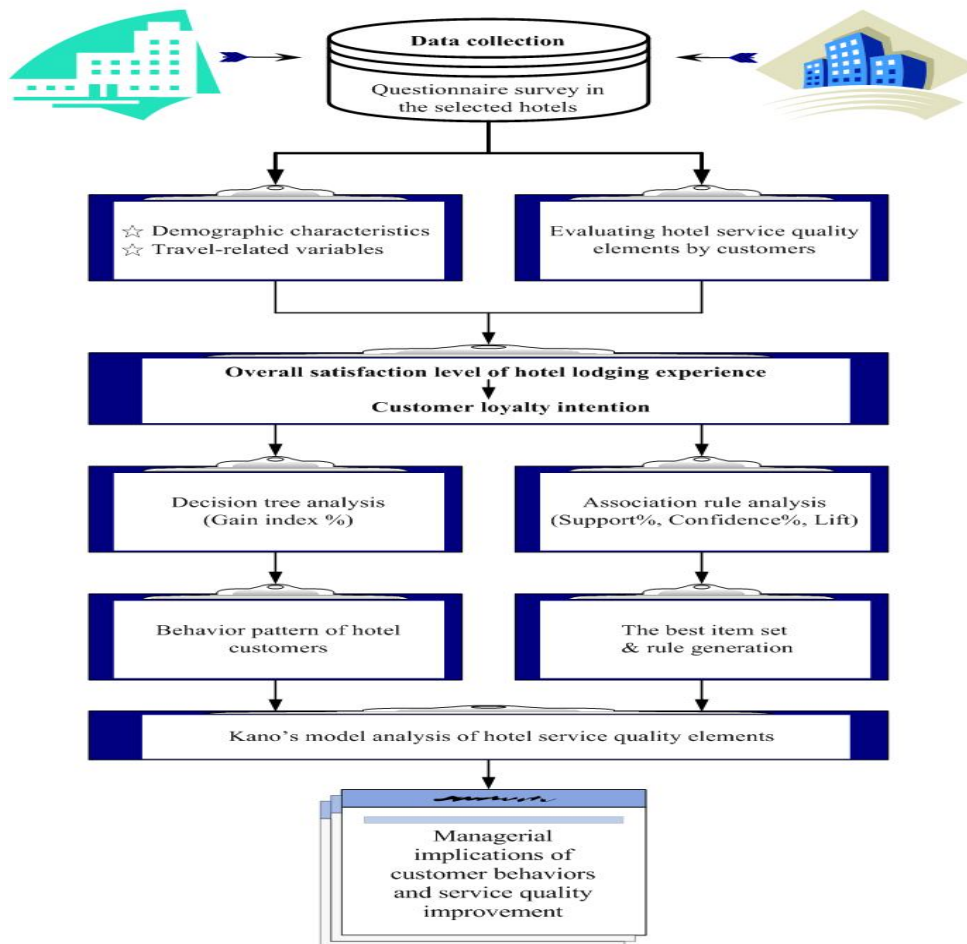 Data collection
Questionnaire survey in
the selected hotels
☆ Demographic characteristics
☆ Travel-related variables
Evaluating hotel service quality
elements by customers
Overall satisfaction level of hotel lodging experience
Customer loyalty intention
Decision tree analysis
(Gain index %)
Association rule analysis
(Support%, Confidence%, Lift)
Behavior pattern of hotel
customers
The best item set
& rule generation
Kano's model analysis of hotel service quality elements
Managerial
implications of
customer behaviors
and service quality
improvement